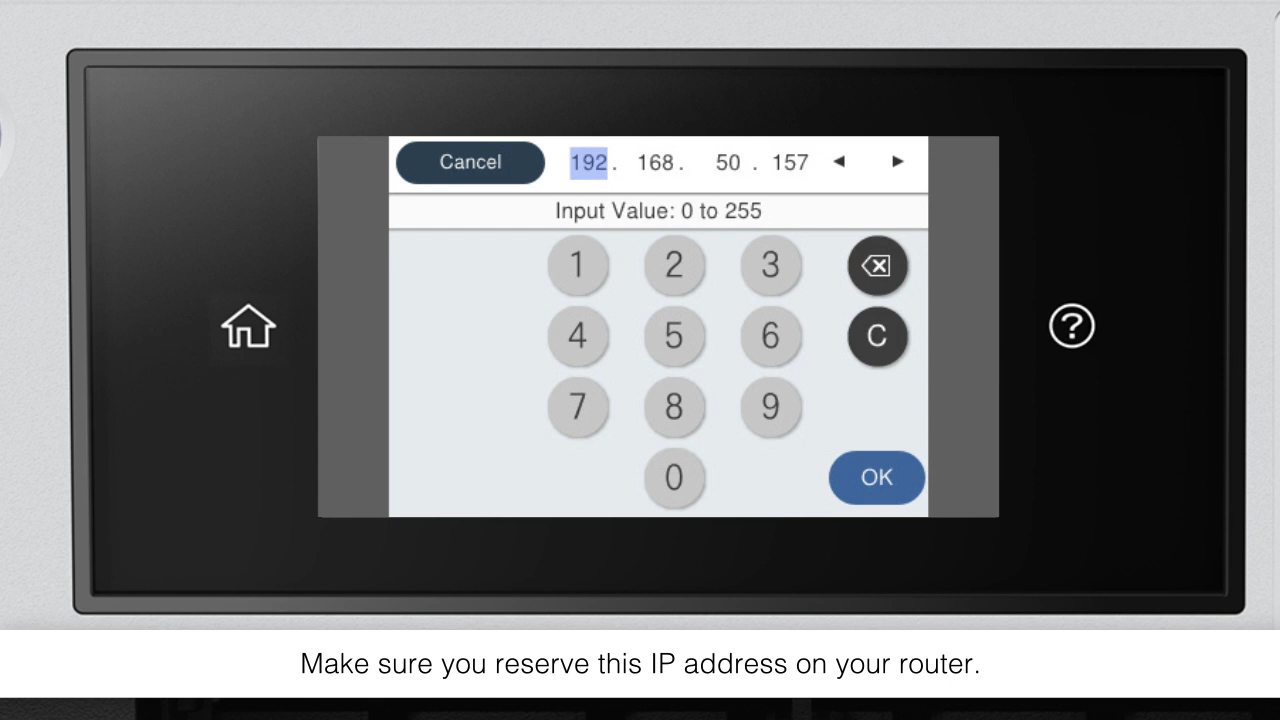 Cancel 192. 168. 50 . 157 ◄ ►
Input Value: 0 to 255
1 2 3
4 5 6 C
7 8 9
0 OK
Make sure you reserve this IP address on your router.